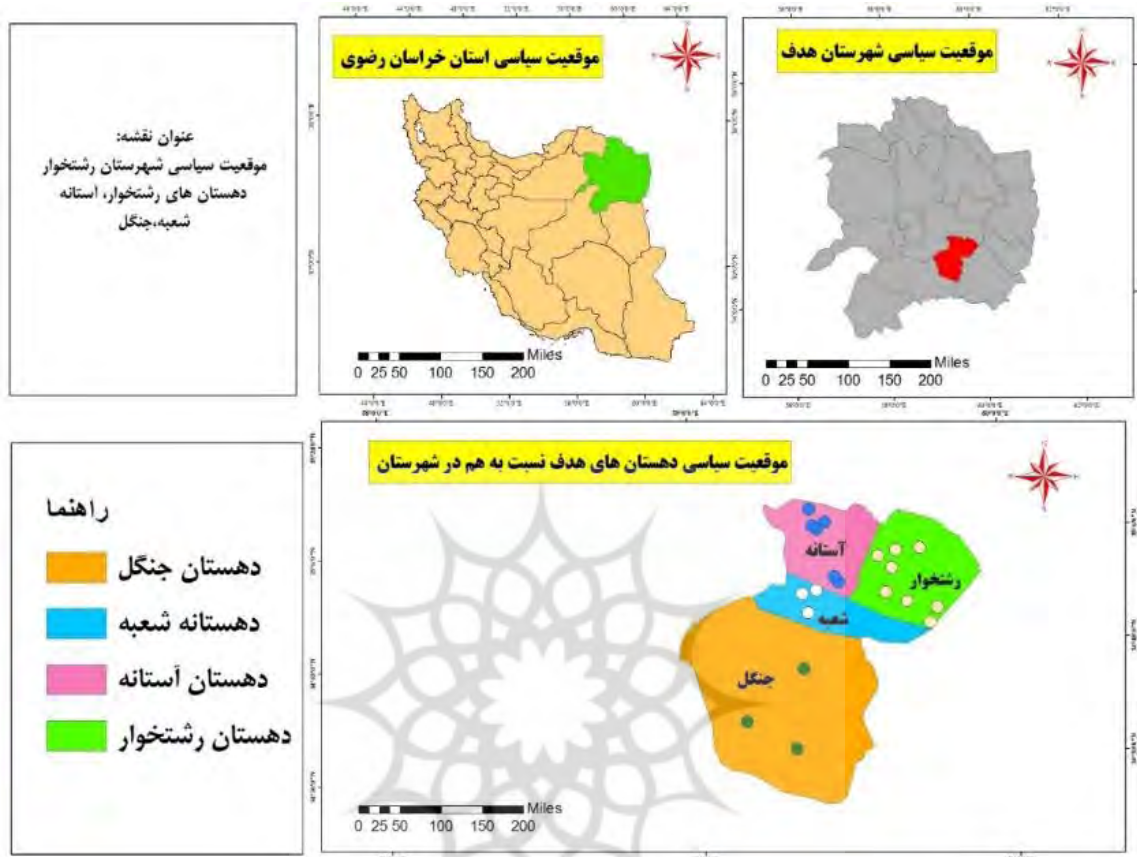 عنوان نقشه:
موقعیت سیاسی شهرستان رشتخوار
دهستان های رشتخوار، آستانه
شعبه،جنگل
موقعیت سیاسی استان خراسان رضوی
Miles
0 25 50 100 150 200
موقعیت سیاسی شهرستان هدف
Miles
0 25 50 100 150 200
راهنما
دهستان جنگل
دهستانه شعبه
دهستان آستانه
دهستان رشتخوار
موقعیت سیاسی دهستان های هدف نسبت به هم در شهرستان
آستانه
رشتخوار
شعبه
جنگل
Miles
0 25 50 100 150 200